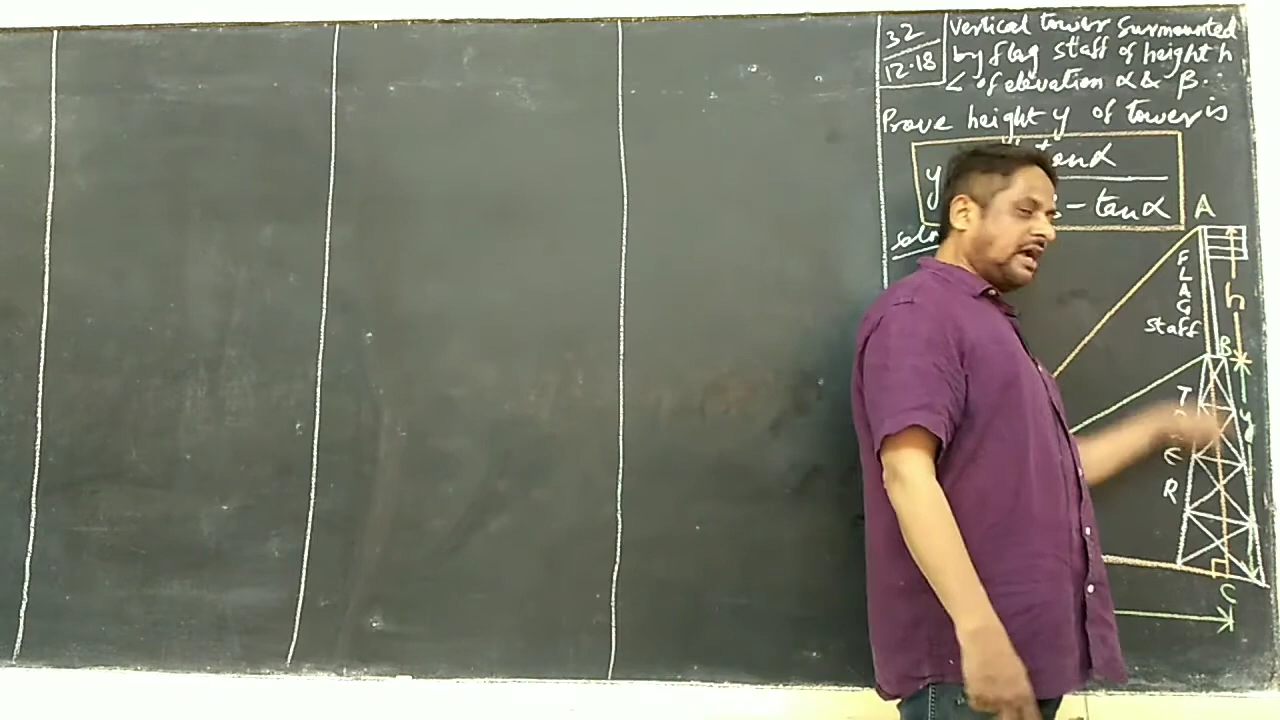 32
12.18
Vertical tower Surmounted
by flag staff of height h
∠ of elevation α & β.
Prove height y of tower is
y tanα
- tanα
Soln
A
FLAG
staff
h
B
T
E
R
y
C